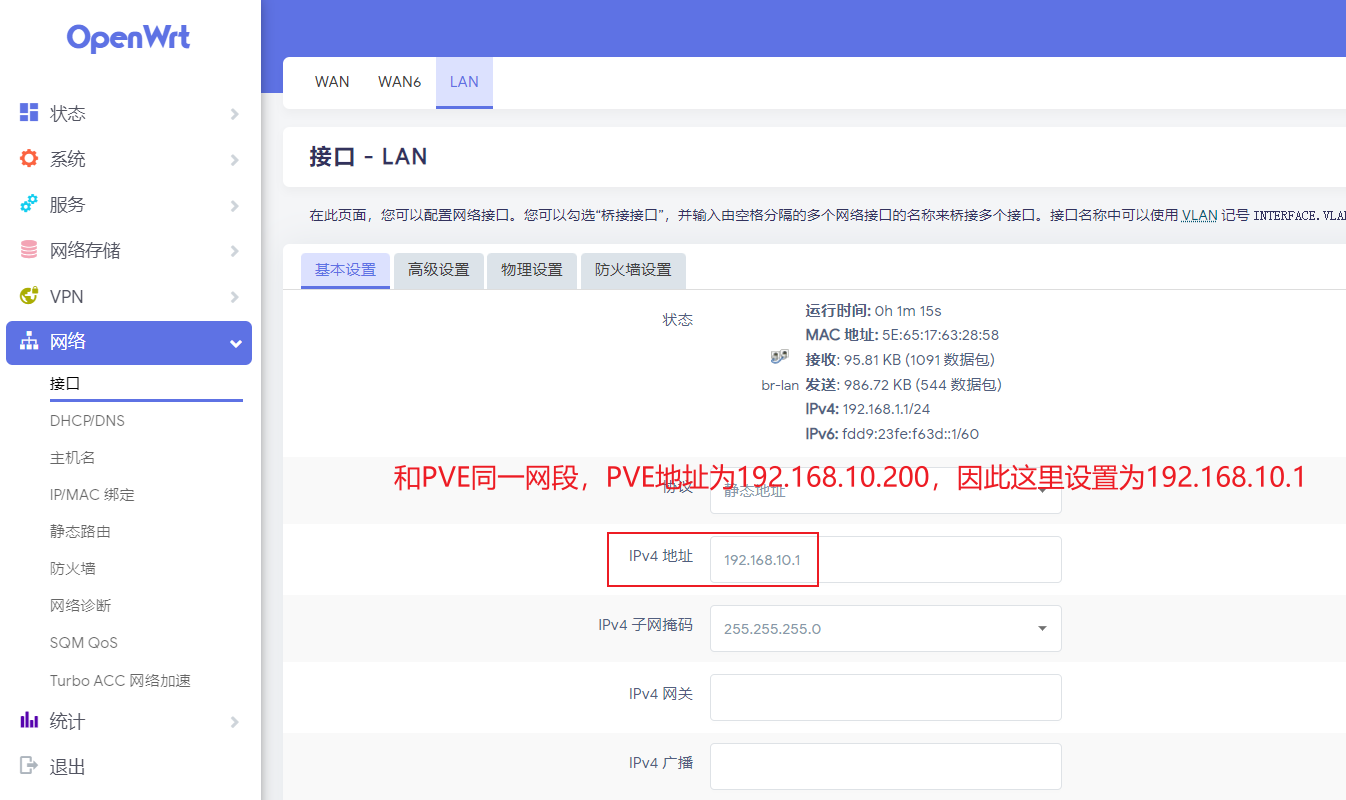 OpenWrt
状态
系统
服务
网络存储
VPN
网络
接口
DHCP/DNS
主机名
IP/MAC 绑定
静态路由
防火墙
网络诊断
SQM QoS
Turbo ACC 网络加速
统计
退出
WAN WAN6 LAN
接口 - LAN
在此页面，您可以配置网络接口。您可以勾选“桥接接口”，并输入由空格分隔的多个网络接口的名称来桥接多个接口。接口名称中可以使用 VLAN 记号 INTERFACE.VLA
基本设置 高级设置 物理设置 防火墙设置
状态
br-lan
运行时间: 0h 1m 15s
MAC 地址: 5E:65:17:63:28:58
接收: 95.81 KB (1091 数据包)
发送: 986.72 KB (544 数据包)
IPv4: 192.168.1.1/24
IPv6: fdd9:23fe:f63d::1/60
和PVE同一网段，PVE地址为192.168.10.200，因此这里设置为192.168.10.1
协议 静态地址
IPv4 地址 192.168.10.1
IPv4 子网掩码 255.255.255.0
IPv4 网关
IPv4 广播